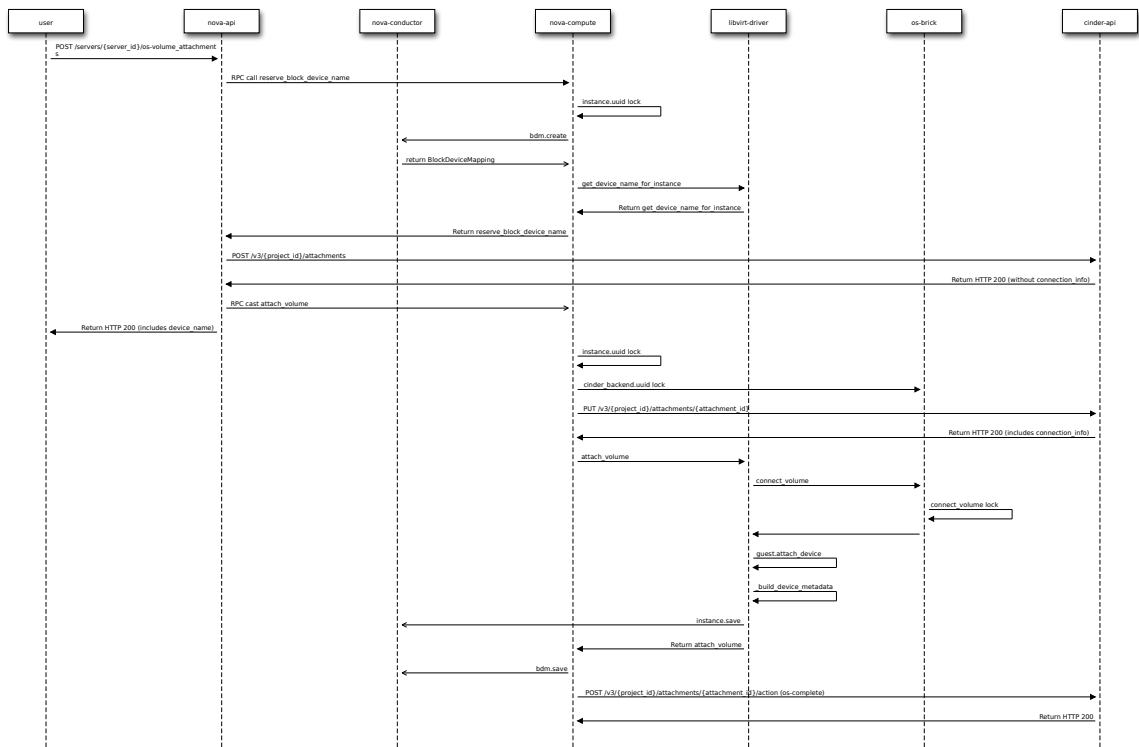 user
nova-api
nova-conductor
nova-compute
libvirt-driver
os-brick
cinder-api
POST /servers/{server_id}/os-volume_attachment
s
RPC call reserve_block_device_name
instance.uuid lock
bdm.create
return BlockDeviceMapping
get_device_name_for_instance
Return get_device_name_for_instance
Return reserve_block_device_name
POST /v3/{project_id}/attachments
Return HTTP 200 (without connection_info)
RPC cast attach_volume
Return HTTP 200 (includes device_name)
instance.uuid lock
cinder_backend.uuid lock
PUT /v3/{project_id}/attachments/{attachment_id}
Return HTTP 200 (includes connection_info)
attach_volume
connect_volume
connect_volume lock
guest.attach_device
_build_device_metadata
instance.save
Return attach_volume
bdm.save
POST /v3/{project_id}/attachments/{attachment_id}/action (os-complete)
Return HTTP 200